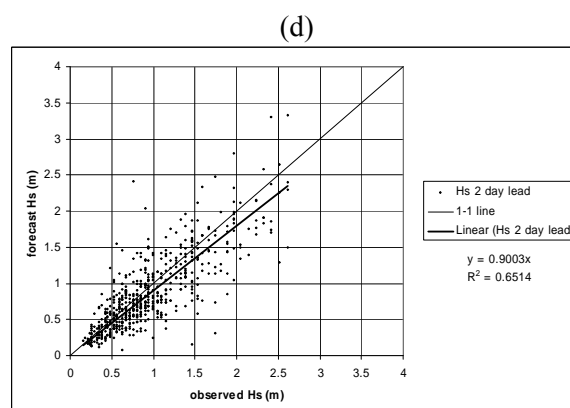 (d)
4
3.5
3
2.5
2
1.5
1
0.5
0
forecast Hs (m)
0 0.5 1 1.5 2 2.5 3 3.5 4
observed Hs (m)
Hs 2 day lead
1-1 line
Linear (Hs 2 day lead
y = 0.9003x
R² = 0.6514